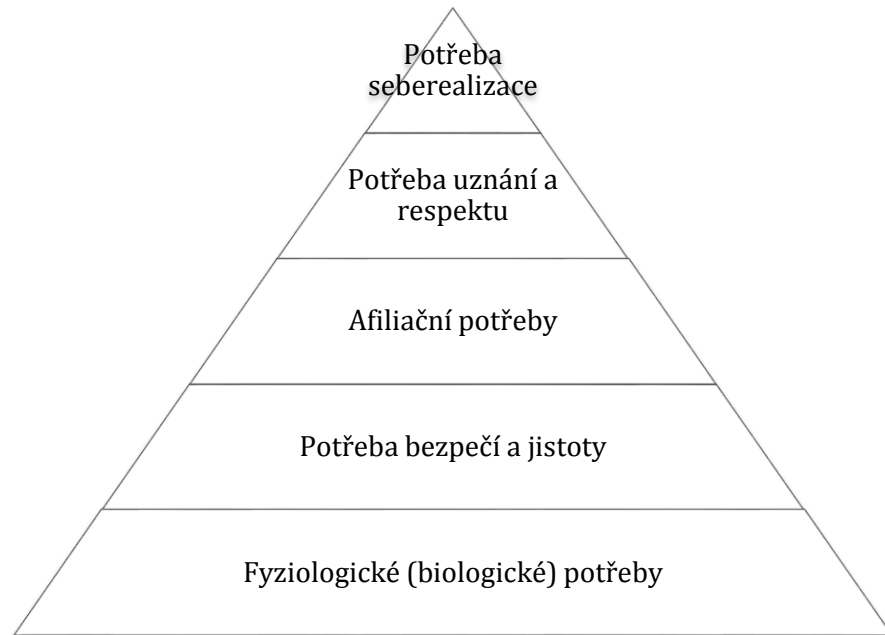 Potřeba
seberealizace
Potřeba uznání a
respektu
Afiliační potřeby
Potřeba bezpečí a jistoty
Fyziologické (biologické) potřeby